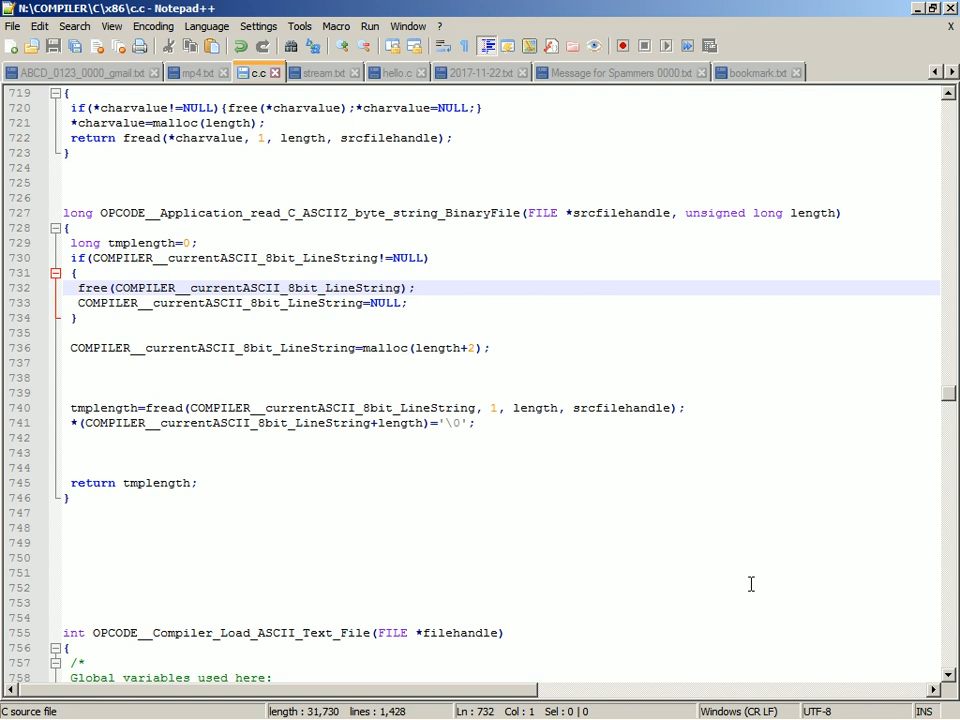 N:\COMPILER\C\x86\c.c - Notepad++
File Edit Search View Encoding Language Settings Tools Macro Run Window ? X
ABCD_0123_0000_gmail.txt mp4.txt c.c stream.txt hello.c 2017-11-22.txt Message for Spammers 0000.txt bookmark.txt
719 {
720 if(*charvalue!=NULL){free(*charvalue);*charvalue=NULL;}
721 *charvalue=malloc(length);
722 return fread(*charvalue, 1, length, srcfilehandle);
723 }
724
725
726
727 long OPCODE__Application_read_C_ASCIIZ_byte_string_BinaryFile(FILE *srcfilehandle, unsigned long length)
728 {
729 long tmplength=0;
730 if(COMPILER__currentASCII_8bit_LineString!=NULL)
731 {
732 free(COMPILER__currentASCII_8bit_LineString);
733 COMPILER__currentASCII_8bit_LineString=NULL;
734 }
735
736 COMPILER__currentASCII_8bit_LineString=malloc(length+2);
737
738
739
740 tmplength=fread(COMPILER__currentASCII_8bit_LineString, 1, length, srcfilehandle);
741 *(COMPILER__currentASCII_8bit_LineString+length)='\0';
742
743
744
745 return tmplength;
746 }
747
748
749
750
751
752
753
754
755 int OPCODE__Compiler_Load_ASCII_Text_File(FILE *filehandle)
756 {
757 /*
758 Global variables used here:
C source file length : 31,730 lines : 1,428 Ln : 732 Col : 1 Sel : 0 | 0 Windows (CR LF) UTF-8 INS